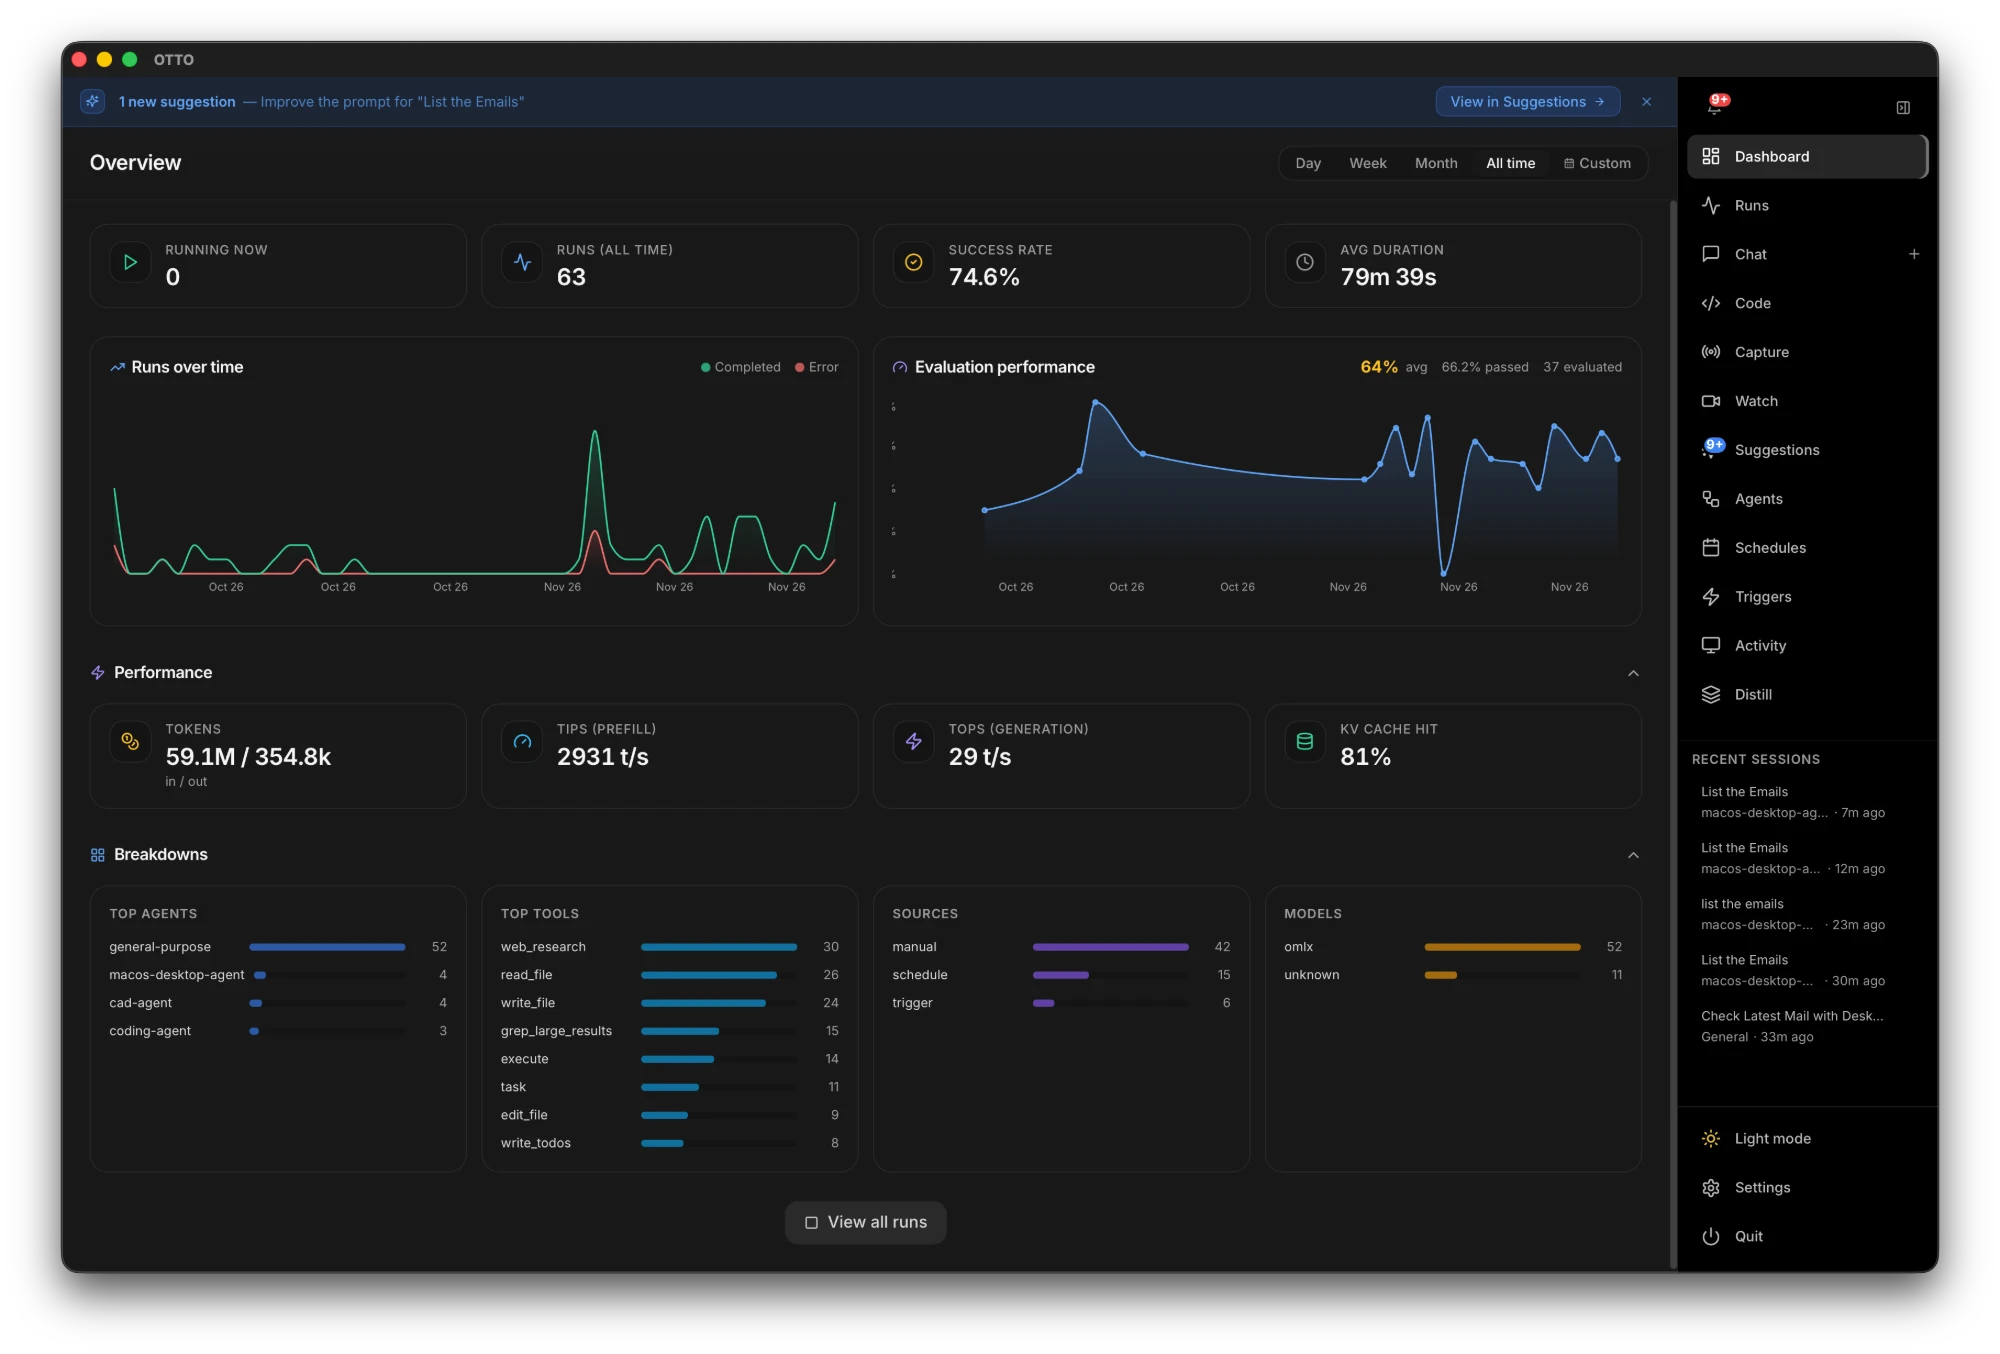 OTTO
1 new suggestion — Improve the prompt for "List the Emails"
View in Suggestions →
Overview
Day Week Month All time Custom
RUNNING NOW
0
RUNS (ALL TIME)
63
SUCCESS RATE
74.6%
AVG DURATION
79m 39s
Runs over time
Completed Error
Oct 26 Oct 26 Oct 26 Nov 26 Nov 26 Nov 26
Evaluation performance
64% avg 66.2% passed 37 evaluated
Oct 26 Oct 26 Oct 26 Nov 26 Nov 26 Nov 26
Performance
TOKENS
59.1M / 354.8k
in / out
TIPS (PREFILL)
2931 t/s
TOPS (GENERATION)
29 t/s
KV CACHE HIT
81%
Breakdowns
TOP AGENTS
general-purpose 52
macos-desktop-agent 4
cad-agent 4
coding-agent 3
TOP TOOLS
web_research 30
read_file 26
write_file 24
grep_large_results 15
execute 14
task 11
edit_file 9
write_todos 8
SOURCES
manual 42
schedule 15
trigger 6
MODELS
omlx 52
unknown 11
View all runs
9+
Dashboard
Runs
Chat
Code
Capture
Watch
9+ Suggestions
Agents
Schedules
Triggers
Activity
Distill
RECENT SESSIONS
List the Emails
macos-desktop-ag... · 7m ago
List the Emails
macos-desktop-a... · 12m ago
list the emails
macos-desktop-... · 23m ago
List the Emails
macos-desktop-... · 30m ago
Check Latest Mail with Desk...
General · 33m ago
Light mode
Settings
Quit